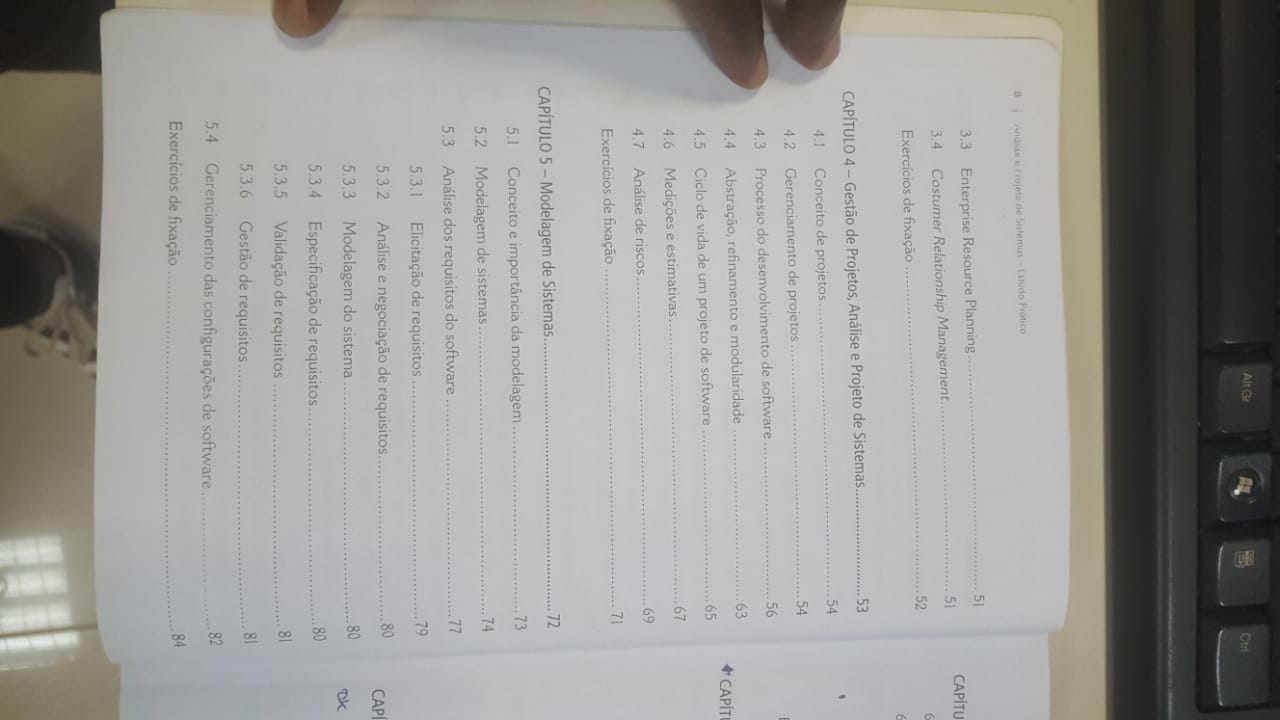 8 | Análise e Projeto de Sistemas – Estudo Prático
3.3 Enterprise Resource Planning 51
3.4 Costumer Relationship Management 51
Exercícios de fixação 52
CAPÍTULO 4 – Gestão de Projetos, Análise e Projeto de Sistemas 53
4.1 Conceito de projetos 54
4.2 Gerenciamento de projetos 54
4.3 Processo do desenvolvimento de software 56
4.4 Abstração, refinamento e modularidade 63
4.5 Ciclo de vida de um projeto de software 65
4.6 Medições e estimativas 67
4.7 Análise de riscos 69
Exercícios de fixação 71
CAPÍTULO 5 – Modelagem de Sistemas 72
5.1 Conceito e importância da modelagem 73
5.2 Modelagem de sistemas 74
5.3 Análise dos requisitos do software 77
5.3.1 Elicitação de requisitos 79
5.3.2 Análise e negociação de requisitos 80
5.3.3 Modelagem do sistema 80
5.3.4 Especificação de requisitos 80
5.3.5 Validação de requisitos 81
5.3.6 Gestão de requisitos 81
5.4 Gerenciamento das configurações de software 82
Exercícios de fixação 84
CAPÍTU
6
6
CAPÍT
CAPÍ
OK
Alt Gr
Ctrl